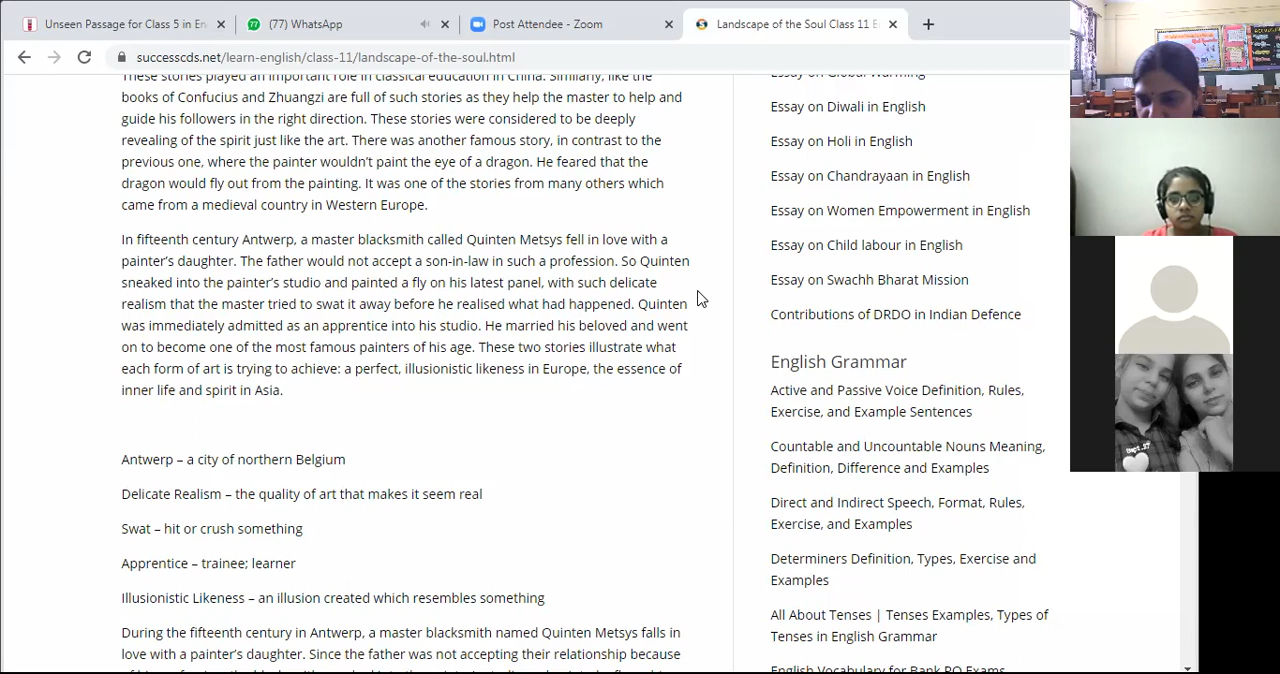 Unseen Passage for Class 5 in En
(77) WhatsApp
Post Attendee - Zoom
Landscape of the Soul Class 11 E
successcds.net/learn-english/class-11/landscape-of-the-soul.html
These stories played an important role in classical education in China. Similarly, like the
books of Confucius and Zhuangzi are full of such stories as they help the master to help and
guide his followers in the right direction. These stories were considered to be deeply
revealing of the spirit just like the art. There was another famous story, in contrast to the
previous one, where the painter wouldn't paint the eye of a dragon. He feared that the
dragon would fly out from the painting. It was one of the stories from many others which
came from a medieval country in Western Europe.
In fifteenth century Antwerp, a master blacksmith called Quinten Metsys fell in love with a
painter's daughter. The father would not accept a son-in-law in such a profession. So Quinten
sneaked into the painter's studio and painted a fly on his latest panel, with such delicate
realism that the master tried to swat it away before he realised what had happened. Quinten
was immediately admitted as an apprentice into his studio. He married his beloved and went
on to become one of the most famous painters of his age. These two stories illustrate what
each form of art is trying to achieve: a perfect, illusionistic likeness in Europe, the essence of
inner life and spirit in Asia.
Antwerp – a city of northern Belgium
Delicate Realism – the quality of art that makes it seem real
Swat – hit or crush something
Apprentice – trainee; learner
Illusionistic Likeness – an illusion created which resembles something
During the fifteenth century in Antwerp, a master blacksmith named Quinten Metsys falls in
love with a painter's daughter. Since the father was not accepting their relationship because
Essay on Global Warming
Essay on Diwali in English
Essay on Holi in English
Essay on Chandrayaan in English
Essay on Women Empowerment in English
Essay on Child labour in English
Essay on Swachh Bharat Mission
Contributions of DRDO in Indian Defence
English Grammar
Active and Passive Voice Definition, Rules,
Exercise, and Example Sentences
Countable and Uncountable Nouns Meaning,
Definition, Difference and Examples
Direct and Indirect Speech, Format, Rules,
Exercise, and Examples
Determiners Definition, Types, Exercise and
Examples
All About Tenses | Tenses Examples, Types of
Tenses in English Grammar
English Vocabulary for Bank PO Exams